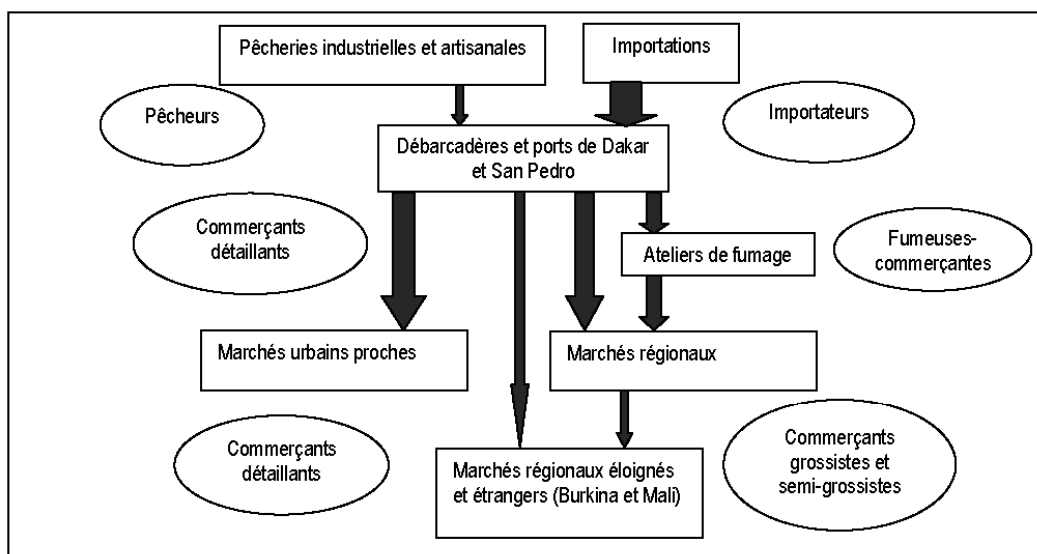 Pêcheries industrielles et artisanales
Importations
Pêcheurs
Importateurs
Débarcadères et ports de Dakar
et San Pedro
Commerçants
détaillants
Ateliers de fumage
Fumeuses-
commerçantes
Marchés urbains proches
Marchés régionaux
Commerçants
détaillants
Marchés régionaux éloignés
et étrangers (Burkina et Mali)
Commerçants
grossistes et
semi-grossistes